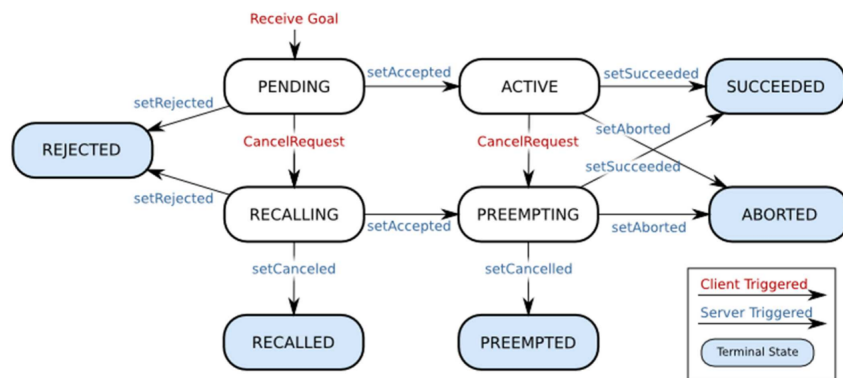 Receive Goal
PENDING
setAccepted
ACTIVE
setSucceeded
SUCCEEDED
setRejected
setAborted
REJECTED
CancelRequest
CancelRequest
setSucceeded
setRejected
RECALLING
setAccepted
PREEMPTING
setAborted
ABORTED
setCanceled
setCancelled
Client Triggered
Server Triggered
RECALLED
PREEMPTED
Terminal State